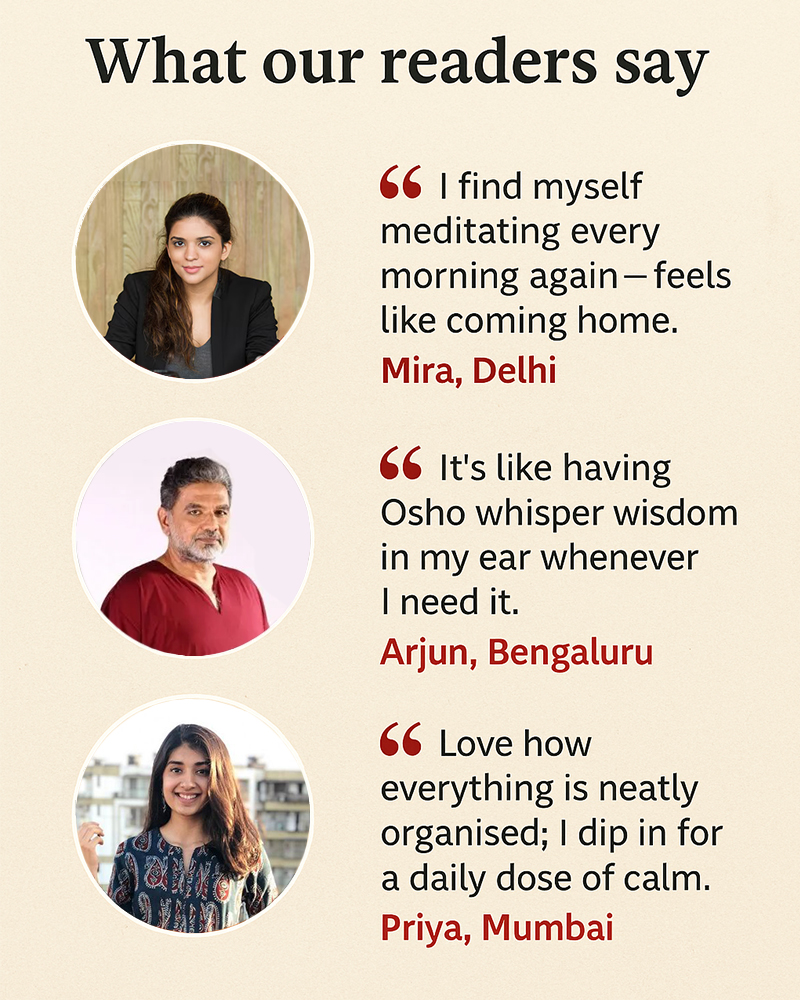 What our readers say
“ I find myself
meditating every
morning again – feels
like coming home.
Mira, Delhi
“ It's like having
Osho whisper wisdom
in my ear whenever
I need it.
Arjun, Bengaluru
“ Love how
everything is neatly
organised; I dip in for
a daily dose of calm.
Priya, Mumbai